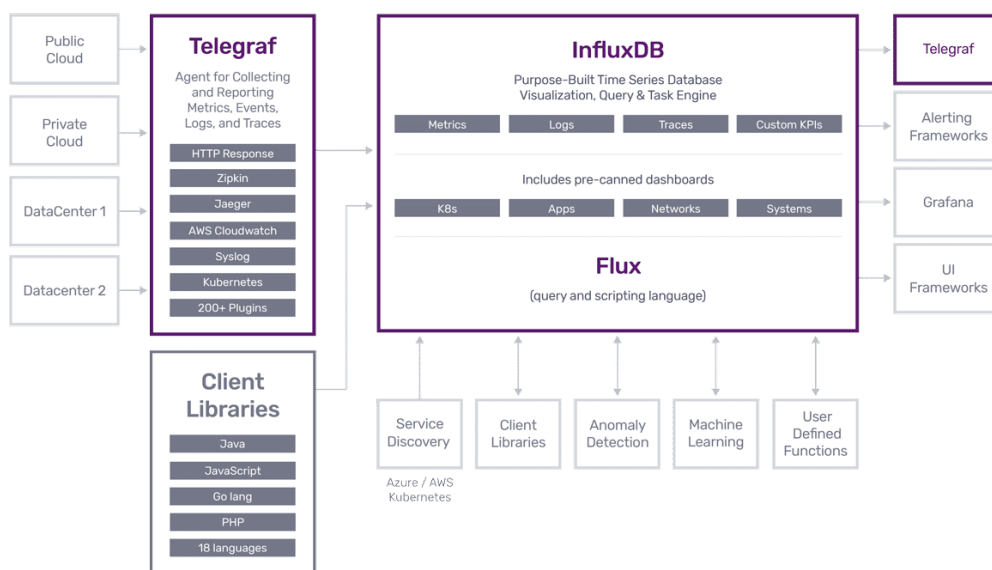 Public
Cloud
Private
Cloud
DataCenter 1
Datacenter 2
Telegraf
Agent for Collecting
and Reporting
Metrics, Events,
Logs, and Traces
HTTP Response
Zipkin
Jaeger
AWS Cloudwatch
Syslog
Kubernetes
200+ Plugins
Client
Libraries
Java
JavaScript
Go lang
PHP
18 languages
InfluxDB
Purpose-Built Time Series Database
Visualization, Query & Task Engine
Metrics
Logs
Traces
Custom KPIs
Includes pre-canned dashboards
K8s
Apps
Networks
Systems
Flux
(query and scripting language)
Service
Discovery
Azure / AWS
Kubernetes
Client
Libraries
Anomaly
Detection
Machine
Learning
User
Defined
Functions
Telegraf
Alerting
Frameworks
Grafana
UI
Frameworks